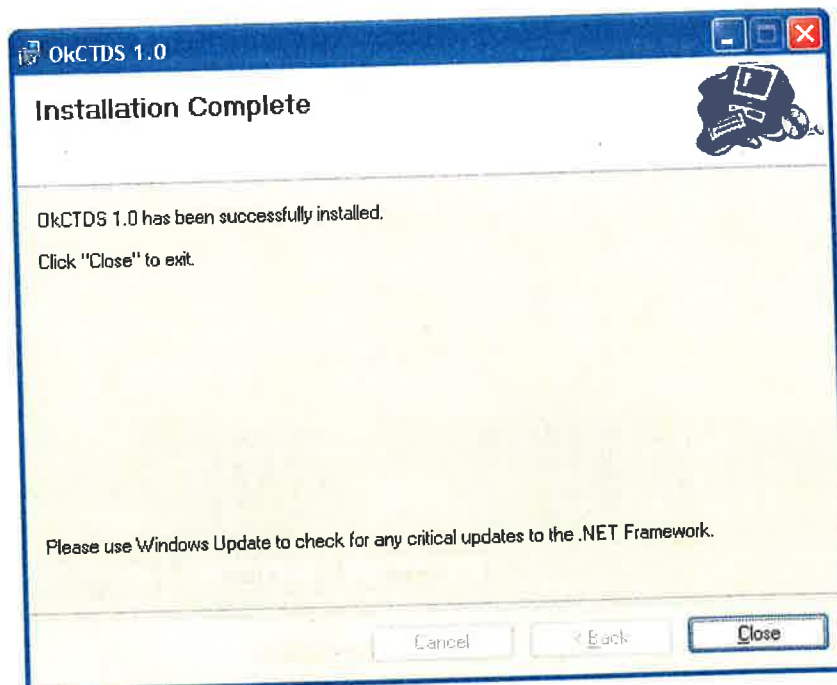 OkCTDS 1.0
Installation Complete
OkCTDS 1.0 has been successfully installed.
Click "Close" to exit.
Please use Windows Update to check for any critical updates to the .NET Framework.
Cancel
< Back
Close